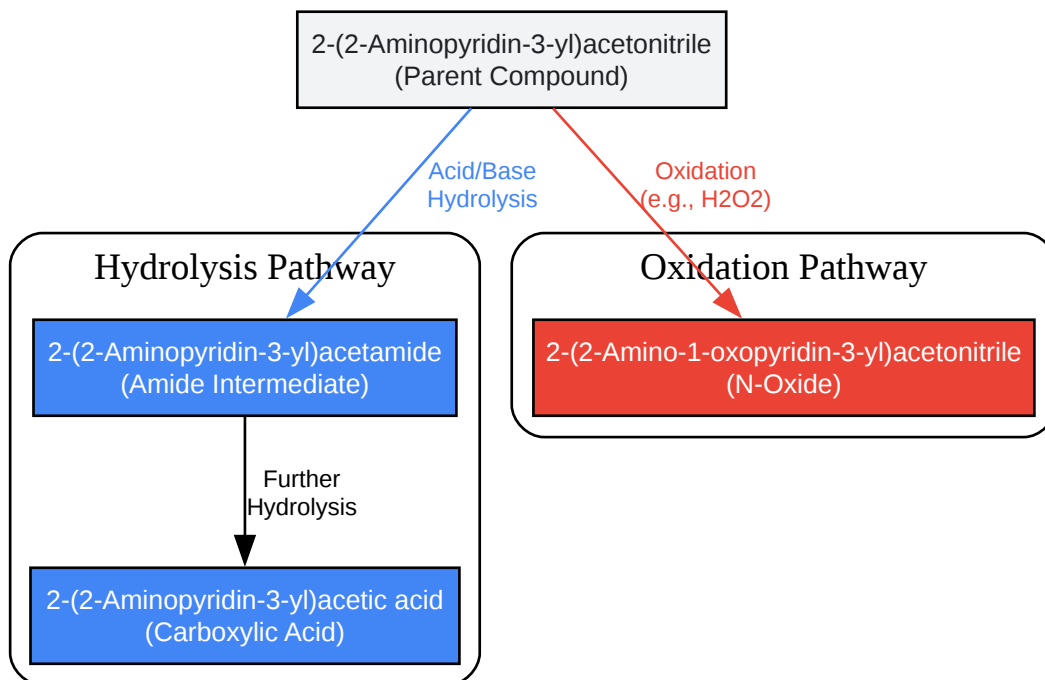 2-(2-Aminopyridin-3-yl)acetonitrile
(Parent Compound)
Acid/Base
Hydrolysis
Oxidation
(e.g., H2O2)
Hydrolysis Pathway
Oxidation Pathway
2-(2-Aminopyridin-3-yl)acetamide
(Amide Intermediate)
2-(2-Amino-1-oxopyridin-3-yl)acetonitrile
(N-Oxide)
Further
Hydrolysis
2-(2-Aminopyridin-3-yl)acetic acid
(Carboxylic Acid)